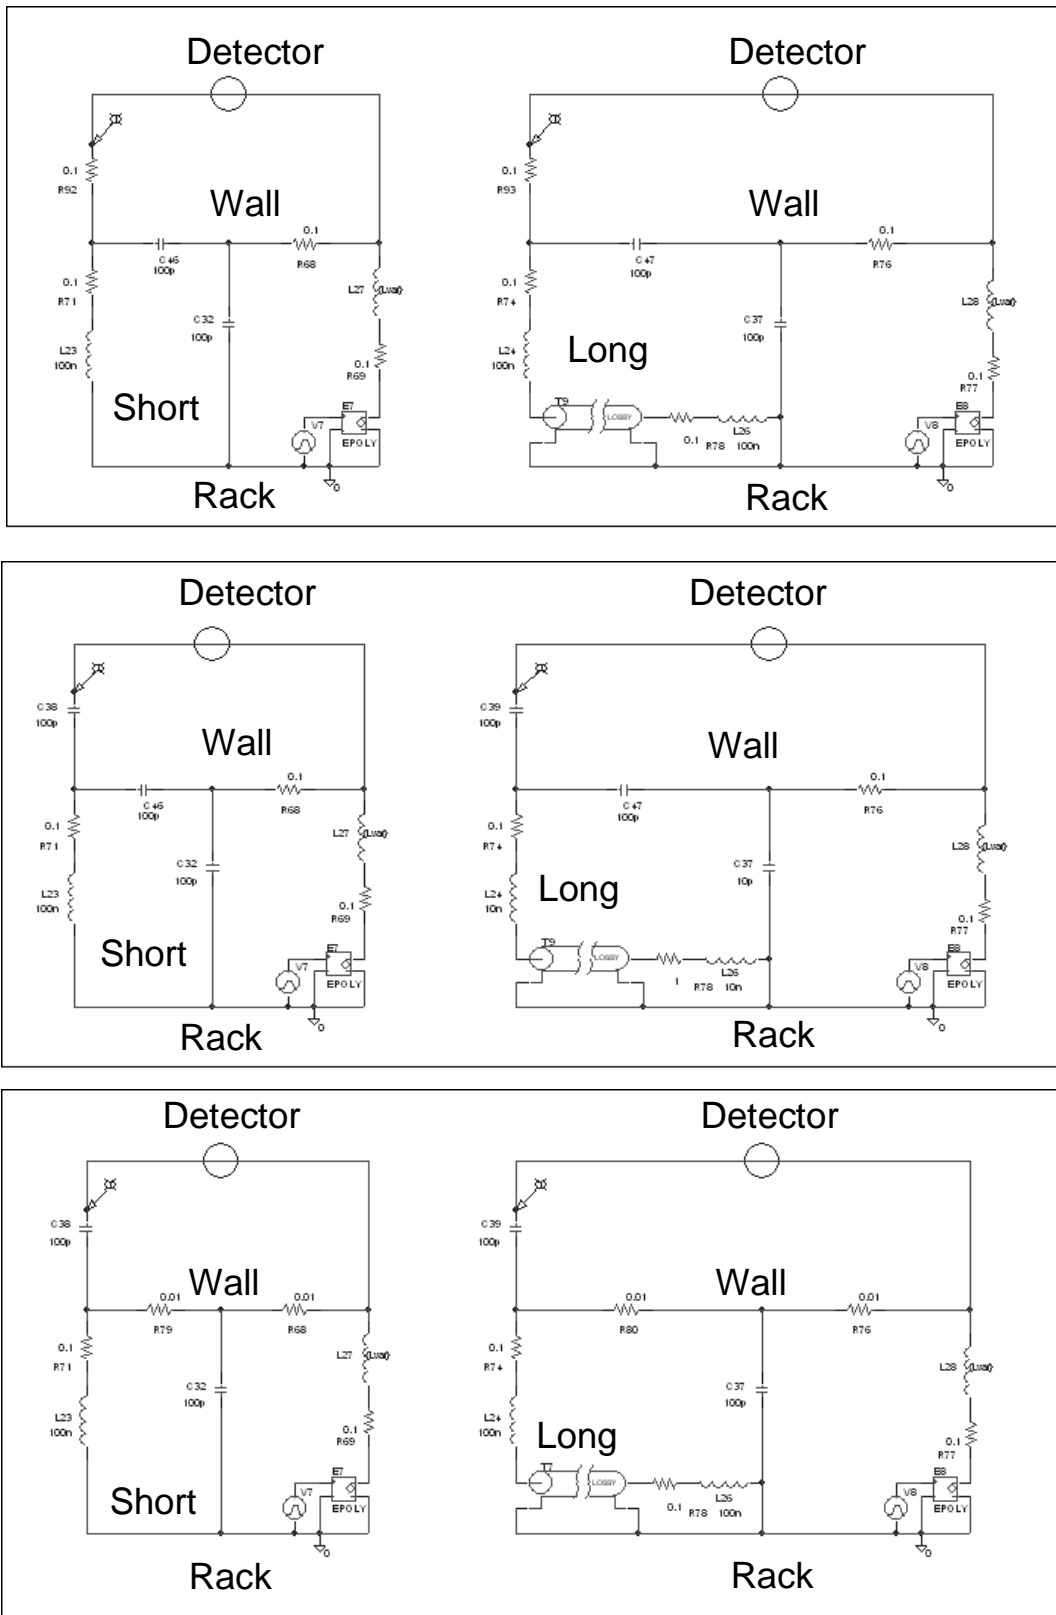 Detector
Detector
0.1
R92
0.1
R93
Wall
Wall
0.1
R68
0.1
R76
C46
100p
C47
100p
0.1
R71
L27
{Lvar}
0.1
R74
L28
{Lvar}
C32
100p
C37
100p
L23
100n
0.1
R69
L24
100n
Long
0.1
R77
Short
V7
E7
EPOLY
T9
LOSSY
0.1
R78
L26
100n
V8
E8
EPOLY
0
0
Rack
Rack
Detector
Detector
C38
100p
C39
100p
Wall
Wall
0.1
R68
0.1
R76
C46
100p
C47
100p
0.1
R71
L27
{Lvar}
0.1
R74
L28
{Lvar}
C32
100p
C37
10p
L23
100n
0.1
R69
L24
10n
Long
0.1
R77
Short
V7
E7
EPOLY
T9
LOSSY
1
R78
L26
10n
V8
E8
EPOLY
0
0
Rack
Rack
Detector
Detector
C38
100p
C39
100p
Wall
Wall
0.01
R79
0.01
R68
0.01
R80
0.01
R76
0.1
R71
L27
{Lvar}
0.1
R74
L28
{Lvar}
C32
100p
C37
100p
L23
100n
0.1
R69
L24
100n
Long
0.1
R77
Short
V7
E7
EPOLY
T7
LOSSY
0.1
R78
L26
100n
V8
E8
EPOLY
0
0
Rack
Rack